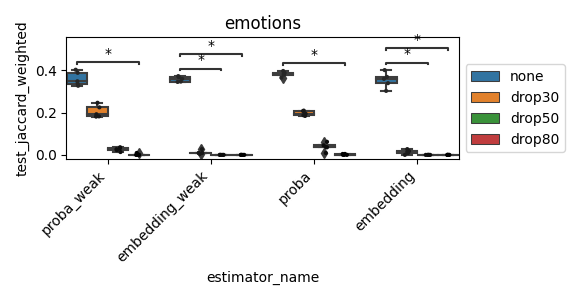 emotions
test_jaccard_weighted
0.4
0.2
0.0
*
*
*
*
*
*
none
drop30
drop50
drop80
proba_weak
embedding_weak
proba
embedding
estimator_name